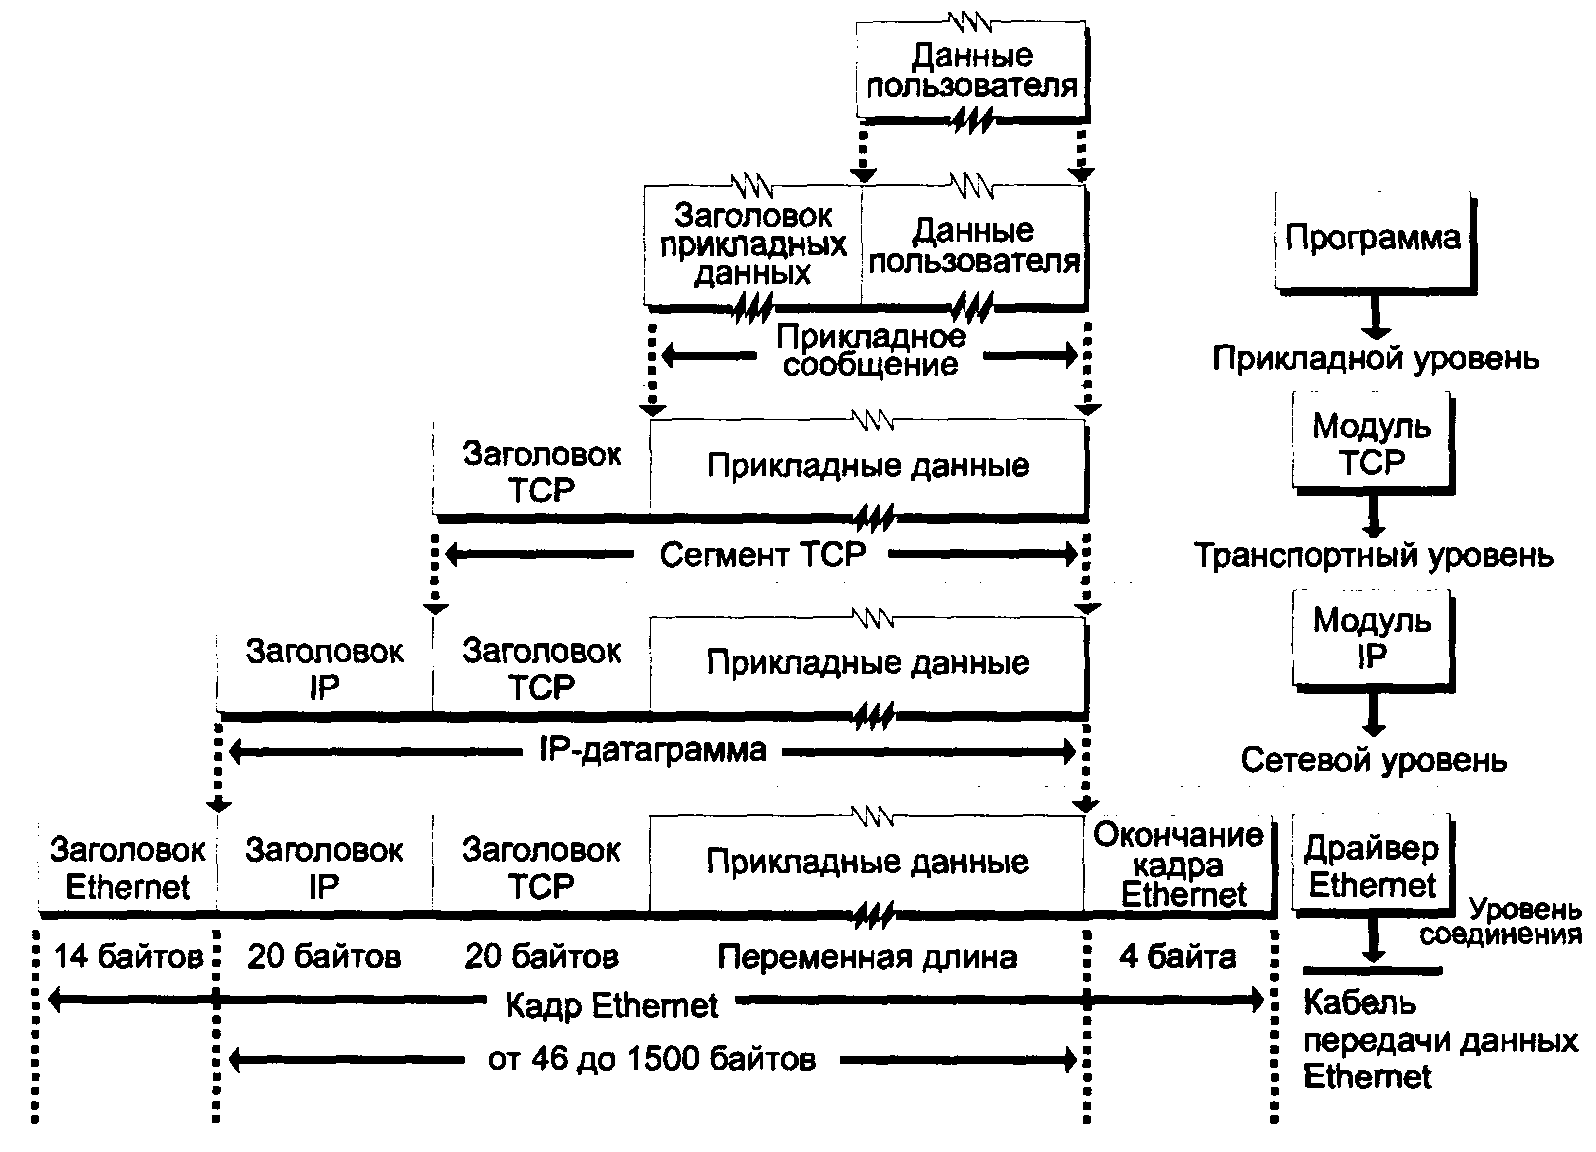 Данные
пользователя
Заголовок
прикладных
данных
Данные
пользователя
Программа
Прикладное
сообщение
Прикладной уровень
Заголовок
TCP
Прикладные данные
Модуль
TCP
Сегмент TCP
Транспортный уровень
Заголовок
IP
Заголовок
TCP
Прикладные данные
Модуль
IP
IP-датаграмма
Сетевой уровень
Заголовок
Ethernet
Заголовок
IP
Заголовок
TCP
Прикладные данные
Окончание
кадра
Ethernet
Драйвер
Ethernet
Уровень
соединения
14 байтов
20 байтов
20 байтов
Переменная длина
4 байта
Кадр Ethernet
Кабель
передачи данных
Ethernet
от 46 до 1500 байтов